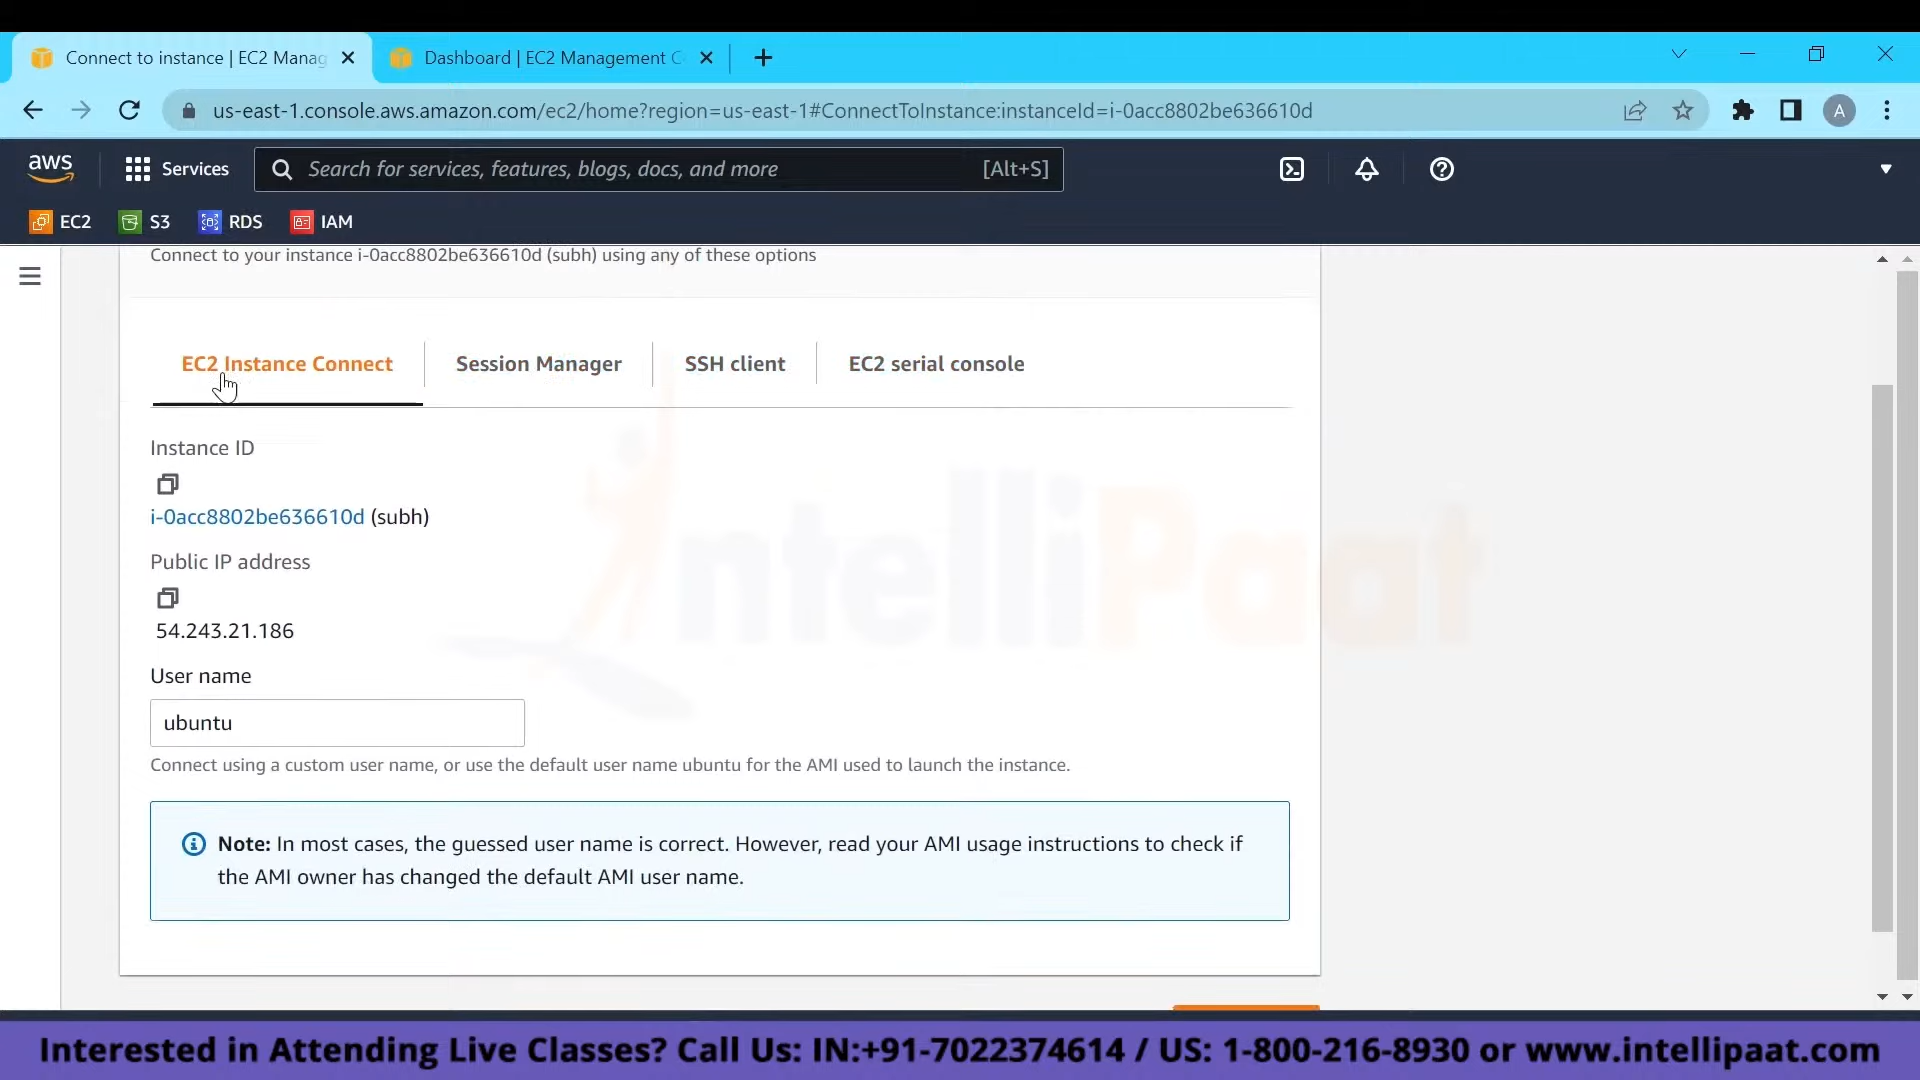 Connect to instance | EC2 Manag
Dashboard | EC2 Management C
us-east-1.console.aws.amazon.com/ec2/home?region=us-east-1#ConnectToInstance:instanceId=i-0acc8802be636610d
A
aws
Services
Search for services, features, blogs, docs, and more
[Alt+S]
EC2
S3
RDS
IAM
Connect to your instance i-0acc8802be636610d (subh) using any of these options
EC2 Instance Connect
Session Manager
SSH client
EC2 serial console
Instance ID
i-0acc8802be636610d (subh)
Public IP address
54.243.21.186
User name
ubuntu
Connect using a custom user name, or use the default user name ubuntu for the AMI used to launch the instance.
Note: In most cases, the guessed user name is correct. However, read your AMI usage instructions to check if
the AMI owner has changed the default AMI user name.
IntelliPaat
Interested in Attending Live Classes? Call Us: IN:+91-7022374614 / US: 1-800-216-8930 or www.intellipaat.com